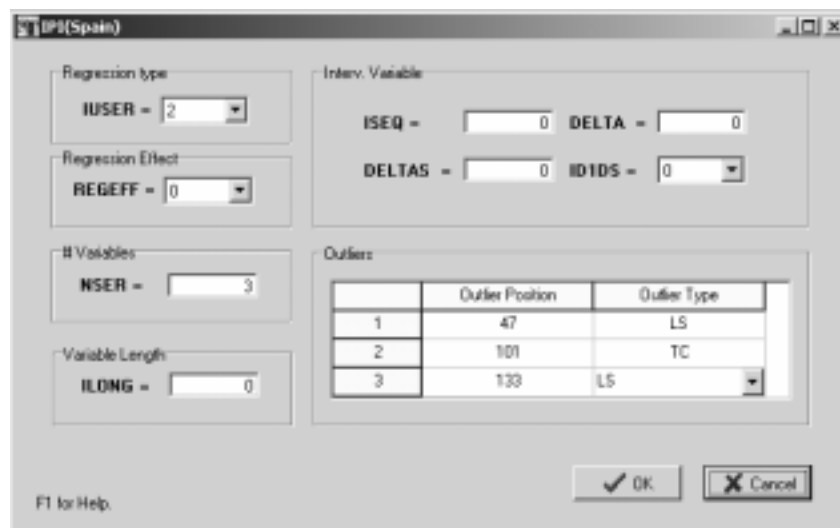 IPI(Spain)
Regression type
IUSER = 2
Regression Effect
REGEFF = 0
# Variables
NSER = 3
Variable Length
ILONG = 0
Interv. Variable
ISEQ = 0 DELTA = 0
DELTAS = 0 ID1DS = 0
Outliers
Outlier Position Outlier Type
1 47 LS
2 101 TC
3 133 LS
OK Cancel
F1 for Help.